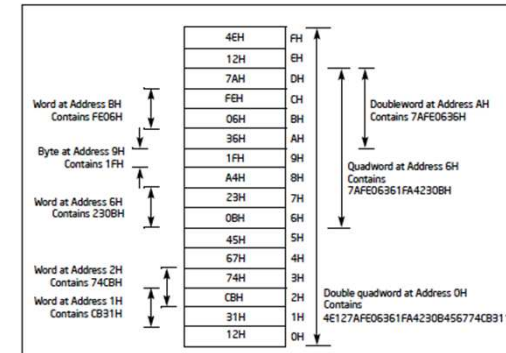 4EH FH
12H EH
7AH DH
FEH CH
06H BH
36H AH
1FH 9H
A4H 8H
23H 7H
0BH 6H
45H 5H
67H 4H
74H 3H
CBH 2H
31H 1H
12H 0H
Word at Address BH
Contains FE06H
Byte at Address 9H
Contains 1FH
Word at Address 6H
Contains 230BH
Word at Address 2H
Contains 74CBH
Word at Address 1H
Contains CB31H
Doubleword at Address AH
Contains 7AFE0636H
Quadword at Address 6H
Contains
7AFE06361FA4230BH
Double quadword at Address 0H
Contains
4E127AFE06361FA4230B456774CB311